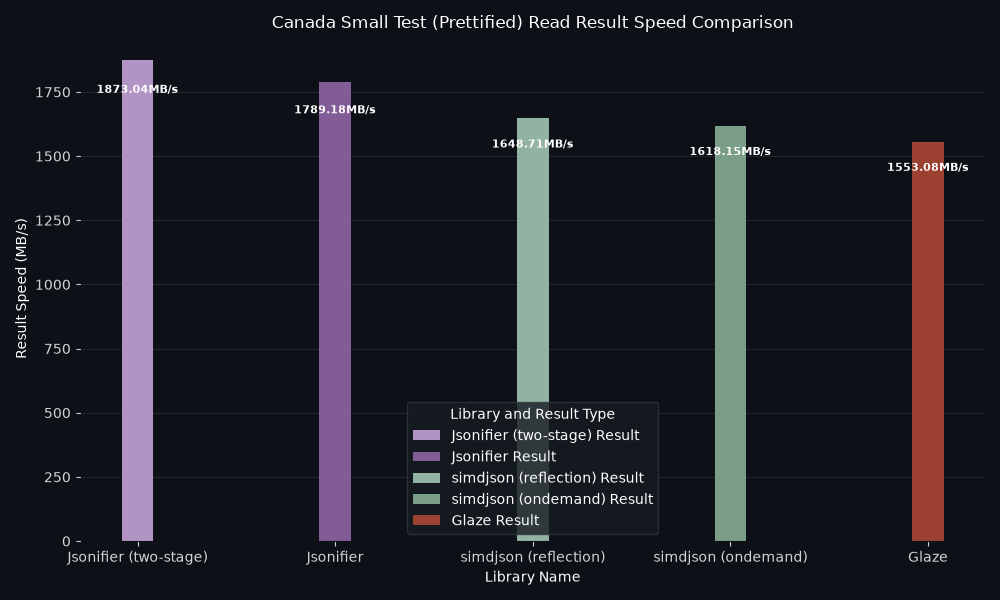 Canada Small Test (Prettified) Read Result Speed Comparison
Result Speed (MB/s)
1750
1500
1250
1000
750
500
250
0
1873.04MB/s
1789.18MB/s
1648.71MB/s
1618.15MB/s
1553.08MB/s
Library and Result Type
Jsonifier (two-stage) Result
Jsonifier Result
simdjson (reflection) Result
simdjson (ondemand) Result
Glaze Result
Jsonifier (two-stage)
Jsonifier
simdjson (reflection)
simdjson (ondemand)
Glaze
Library Name